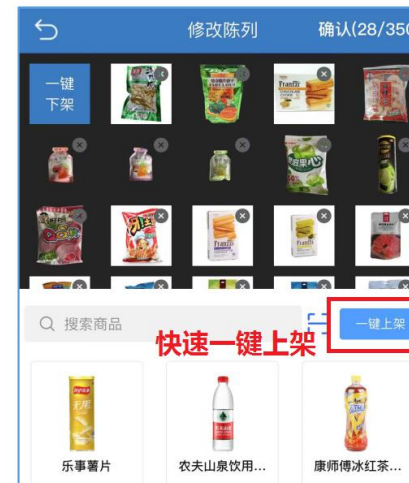 修改陈列
确认(28/350
一键
下架
搜索商品
一键上架
快速一键上架
乐事薯片
农夫山泉饮用...
康师傅冰红茶...